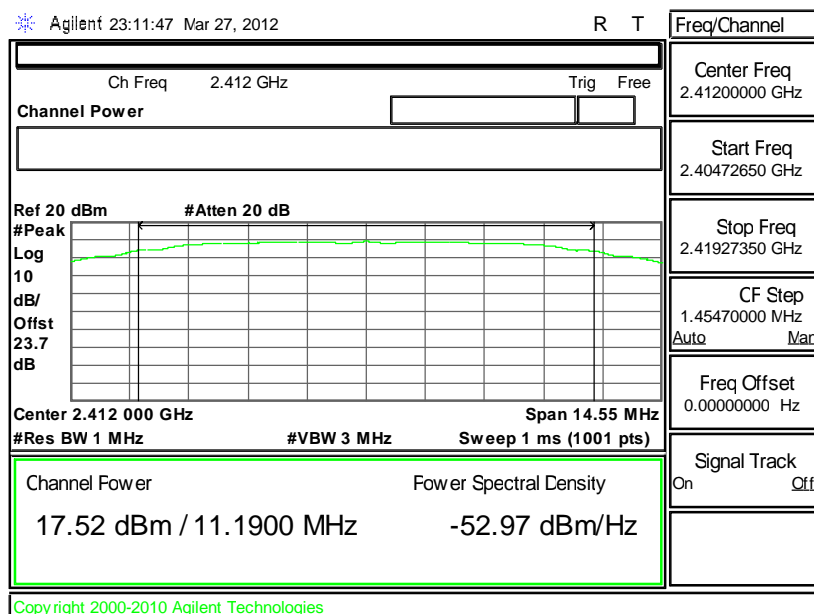 Agilent 23:11:47 Mar 27, 2012 R T
Ch Freq 2.412 GHz Trig Free
Channel Power
Ref 20 dBm #Atten 20 dB
#Peak
Log
10
dB/
Offst
23.7
dB
Center 2.412 000 GHz Span 14.55 MHz
#Res BW 1 MHz #VBW 3 MHz Sweep 1 ms (1001 pts)
Channel Power Power Spectral Density
17.52 dBm / 11.1900 MHz -52.97 dBm/Hz
Copyright 2000-2010 Agilent Technologies
Freq/Channel
Center Freq
2.41200000 GHz
Start Freq
2.40472650 GHz
Stop Freq
2.41927350 GHz
CF Step
1.45470000 MHz
Auto Man
Freq Offset
0.00000000 Hz
Signal Track
On Off